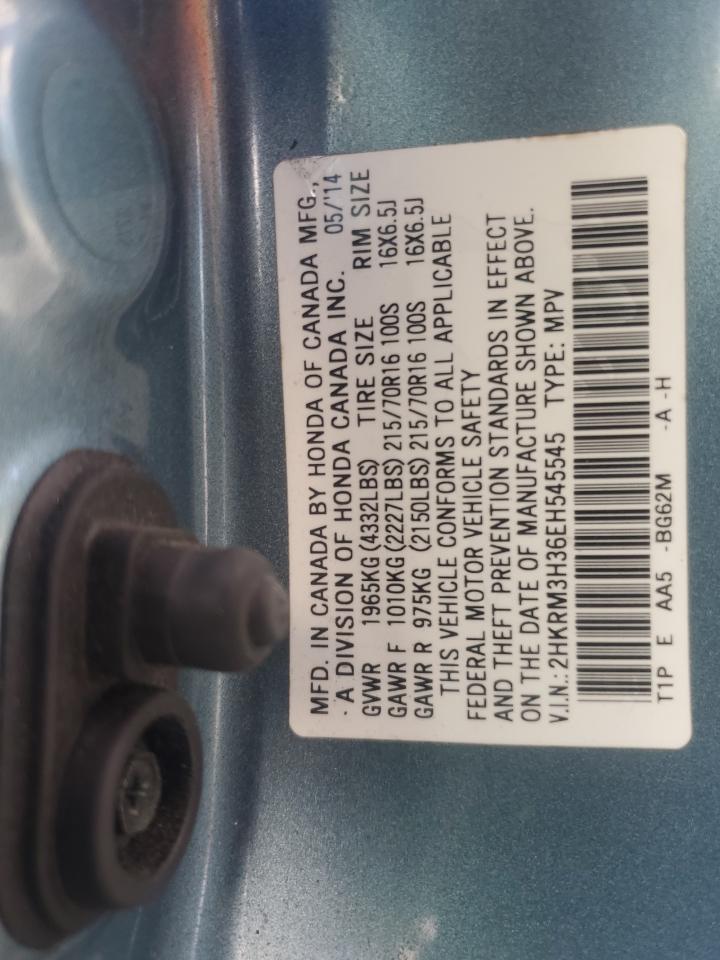 MFD. IN CANADA BY HONDA OF CANADA MFG.,
A DIVISION OF HONDA CANADA INC. 05/'14
GVWR 1965KG (4332LBS) TIRE SIZE RIM SIZE
GAWR F 1010KG (2227LBS) 215/70R16 100S 16X6.5J
GAWR R 975KG (2150LBS) 215/70R16 100S 16X6.5J
THIS VEHICLE CONFORMS TO ALL APPLICABLE
FEDERAL MOTOR VEHICLE SAFETY
AND THEFT PREVENTION STANDARDS IN EFFECT
ON THE DATE OF MANUFACTURE SHOWN ABOVE.
V.I.N.: 2HKRM3H36EH545545 TYPE: MPV
T1P E AA5 -BG62M -A -H